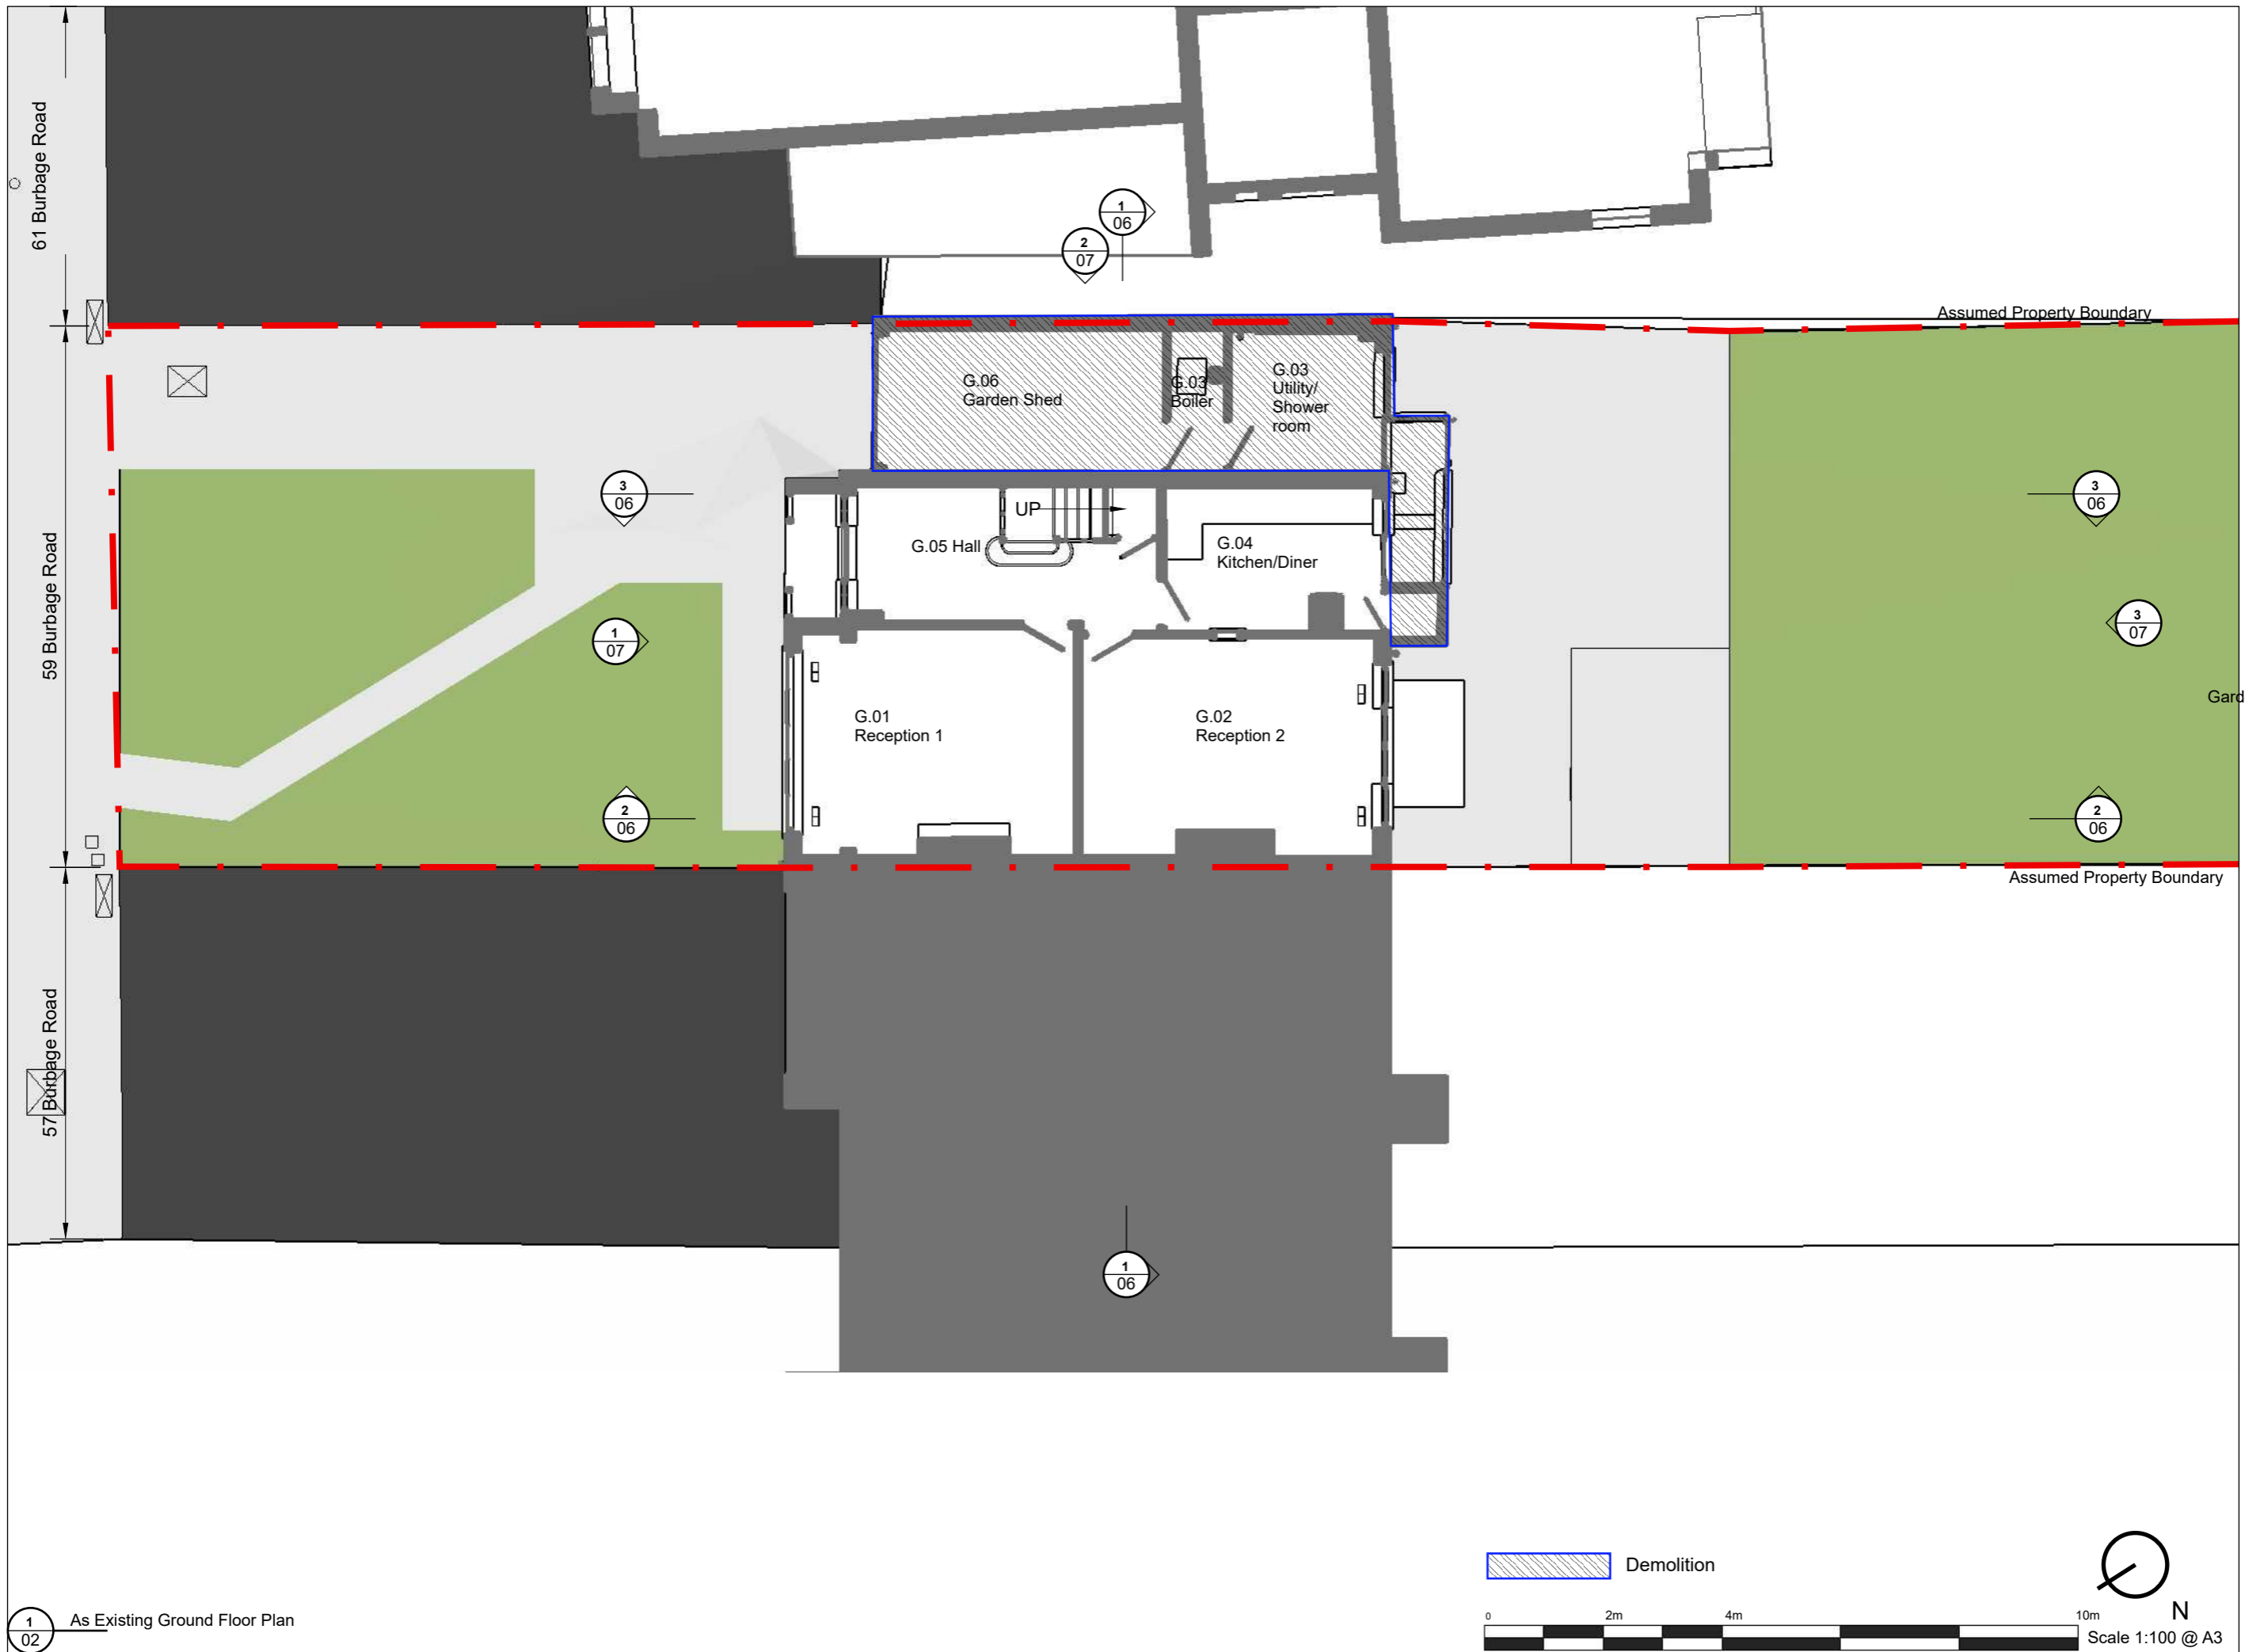 61 Burbage Road
1
06
2
07
Assumed Property Boundary
G.06
Garden Shed
G.03
Boiler
G.03
Utility/
Shower
room
3
06
UP
3
06
G.05 Hall
G.04
Kitchen/Diner
59 Burbage Road
1
07
3
07
Gard
G.01
Reception 1
G.02
Reception 2
2
06
2
06
Assumed Property Boundary
57 Burbage Road
1
06
Demolition
0 2m 4m 10m
N
Scale 1:100 @ A3
1
02
As Existing Ground Floor Plan